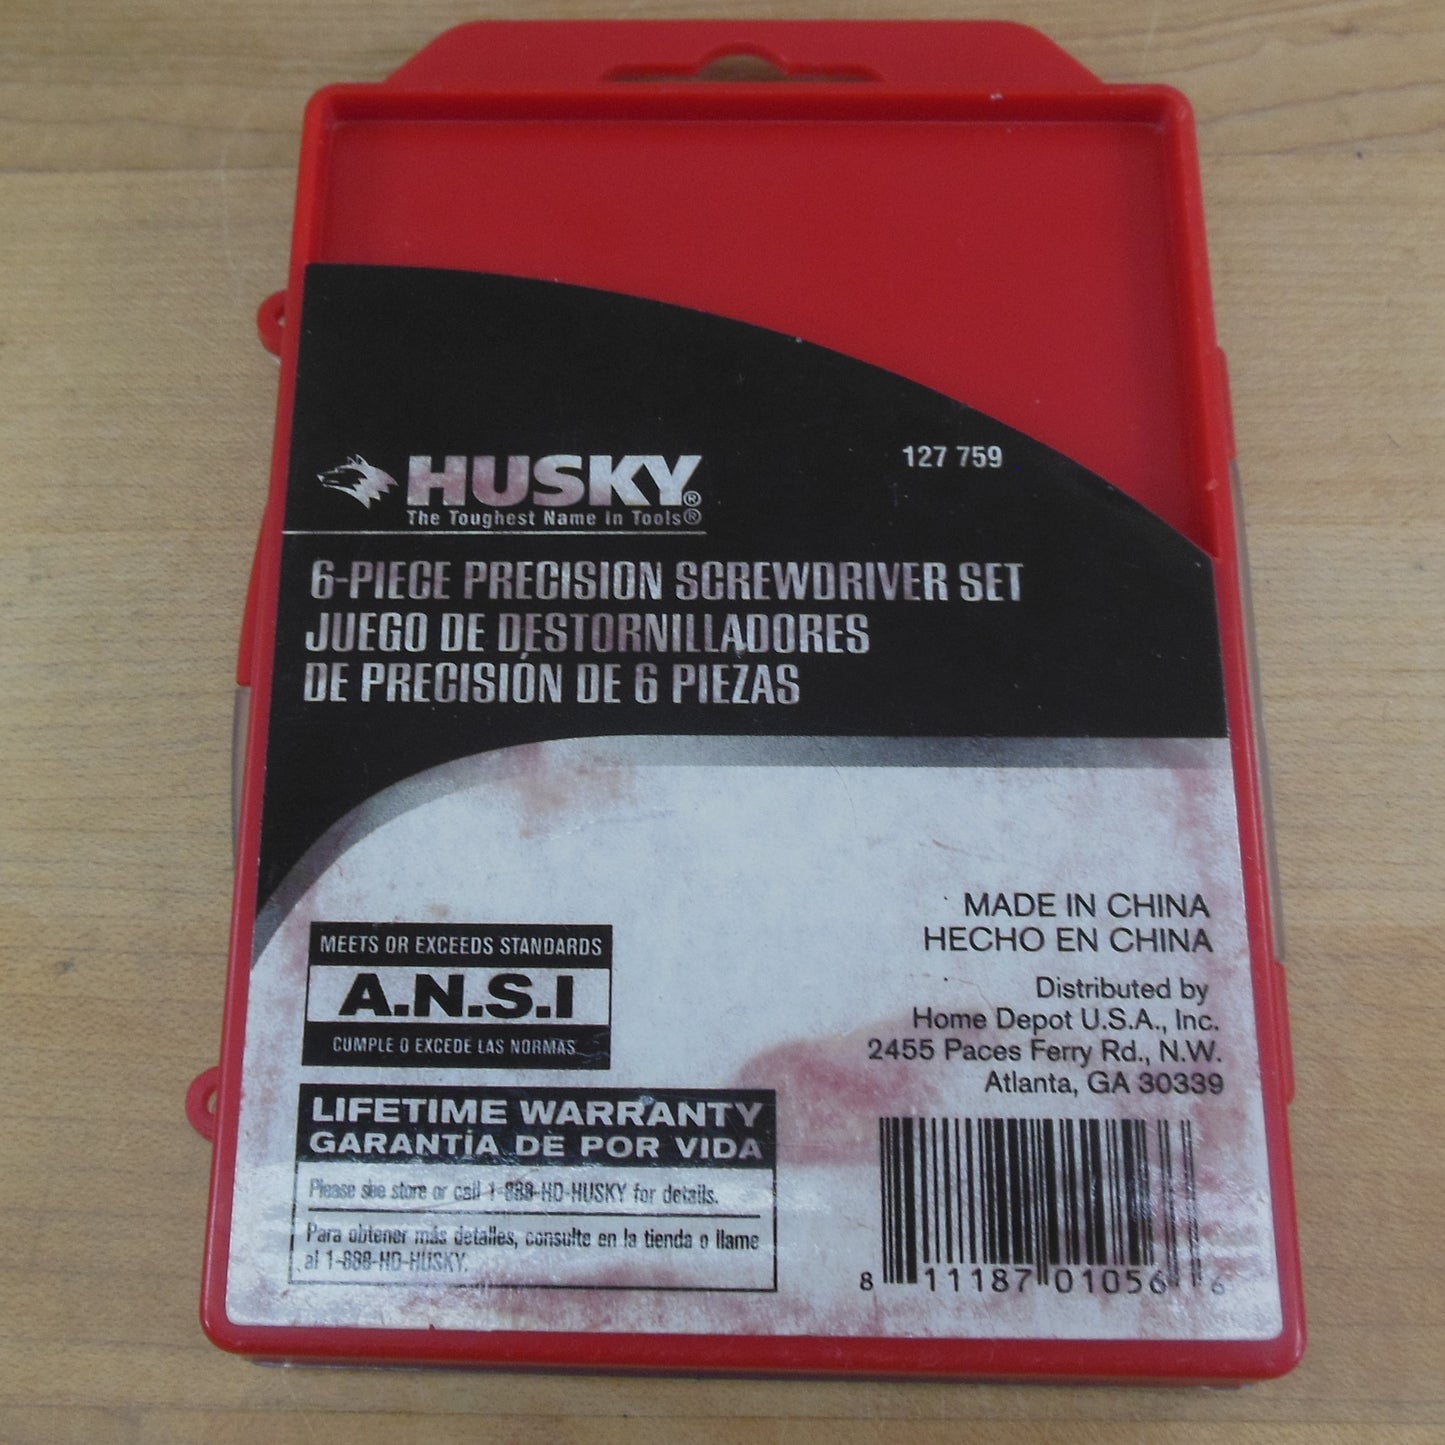 HUSKY®
127 759
The Toughest Name in Tools®
6-PIECE PRECISION SCREWDRIVER SET
JUEGO DE DESTORNILLADORES
DE PRECISIÓN DE 6 PIEZAS
MADE IN CHINA
HECHO EN CHINA
MEETS OR EXCEEDS STANDARDS
A.N.S.I
CUMPLE O EXCEDE LAS NORMAS
Distributed by
Home Depot U.S.A., Inc.
2455 Paces Ferry Rd., N.W.
Atlanta, GA 30339
LIFETIME WARRANTY
GARANTÍA DE POR VIDA
Please see store or call 1-888-HD-HUSKY for details.
Para obtener más detalles, consulte en la tienda o llame
al 1-888-HD-HUSKY.
8 11187 01056 6